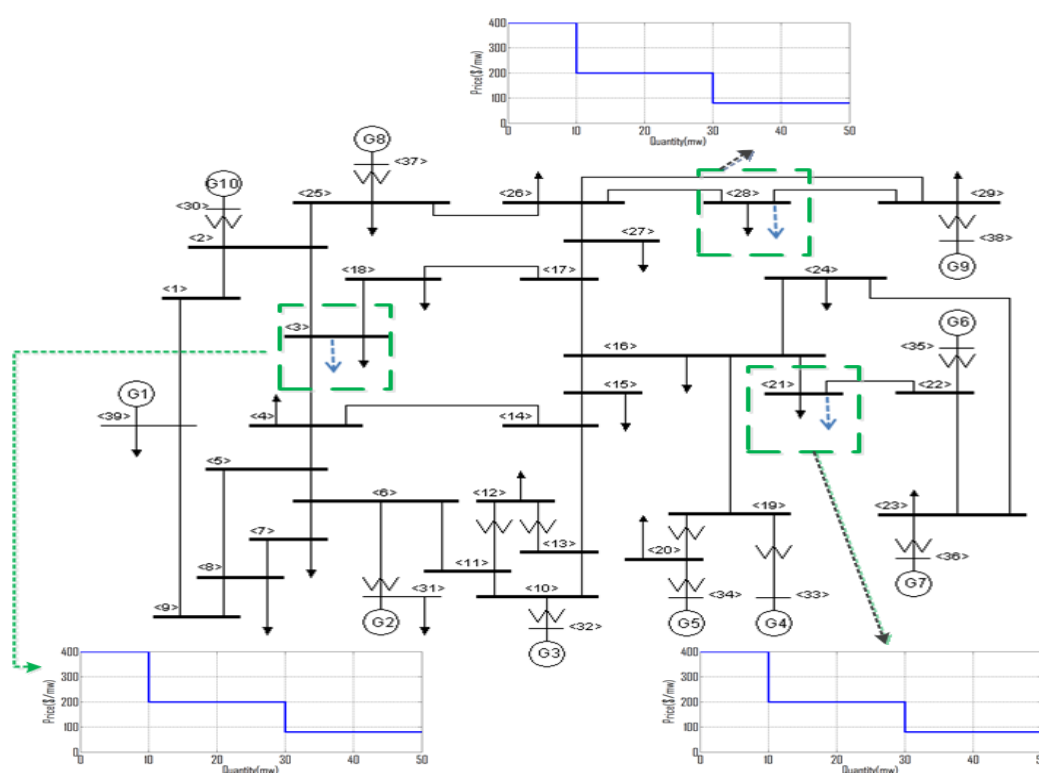 400
300
200
100
0
Price($/mw)
0 10 20 30 40 50
Quantity(mw)
G8
<37>
G10
<30>
<25>
<26>
<28>
<29>
<2>
<27>
<38>
G9
<18>
<17>
<24>
<1>
<3>
G6
<16>
<35>
G1
<15>
<21>
<22>
<39>
<4>
<14>
<5>
<6>
<12>
<19>
<23>
<7>
<13>
<20>
<8>
<11>
<36>
G7
<31>
<10>
<34>
<33>
<9>
G2
<32>
G5
G4
G3
400
300
200
100
0
Price($/mw)
0 10 20 30 40 50
Quantity(mw)
400
300
200
100
0
Price($/mw)
0 10 20 30 40 50
Quantity(mw)